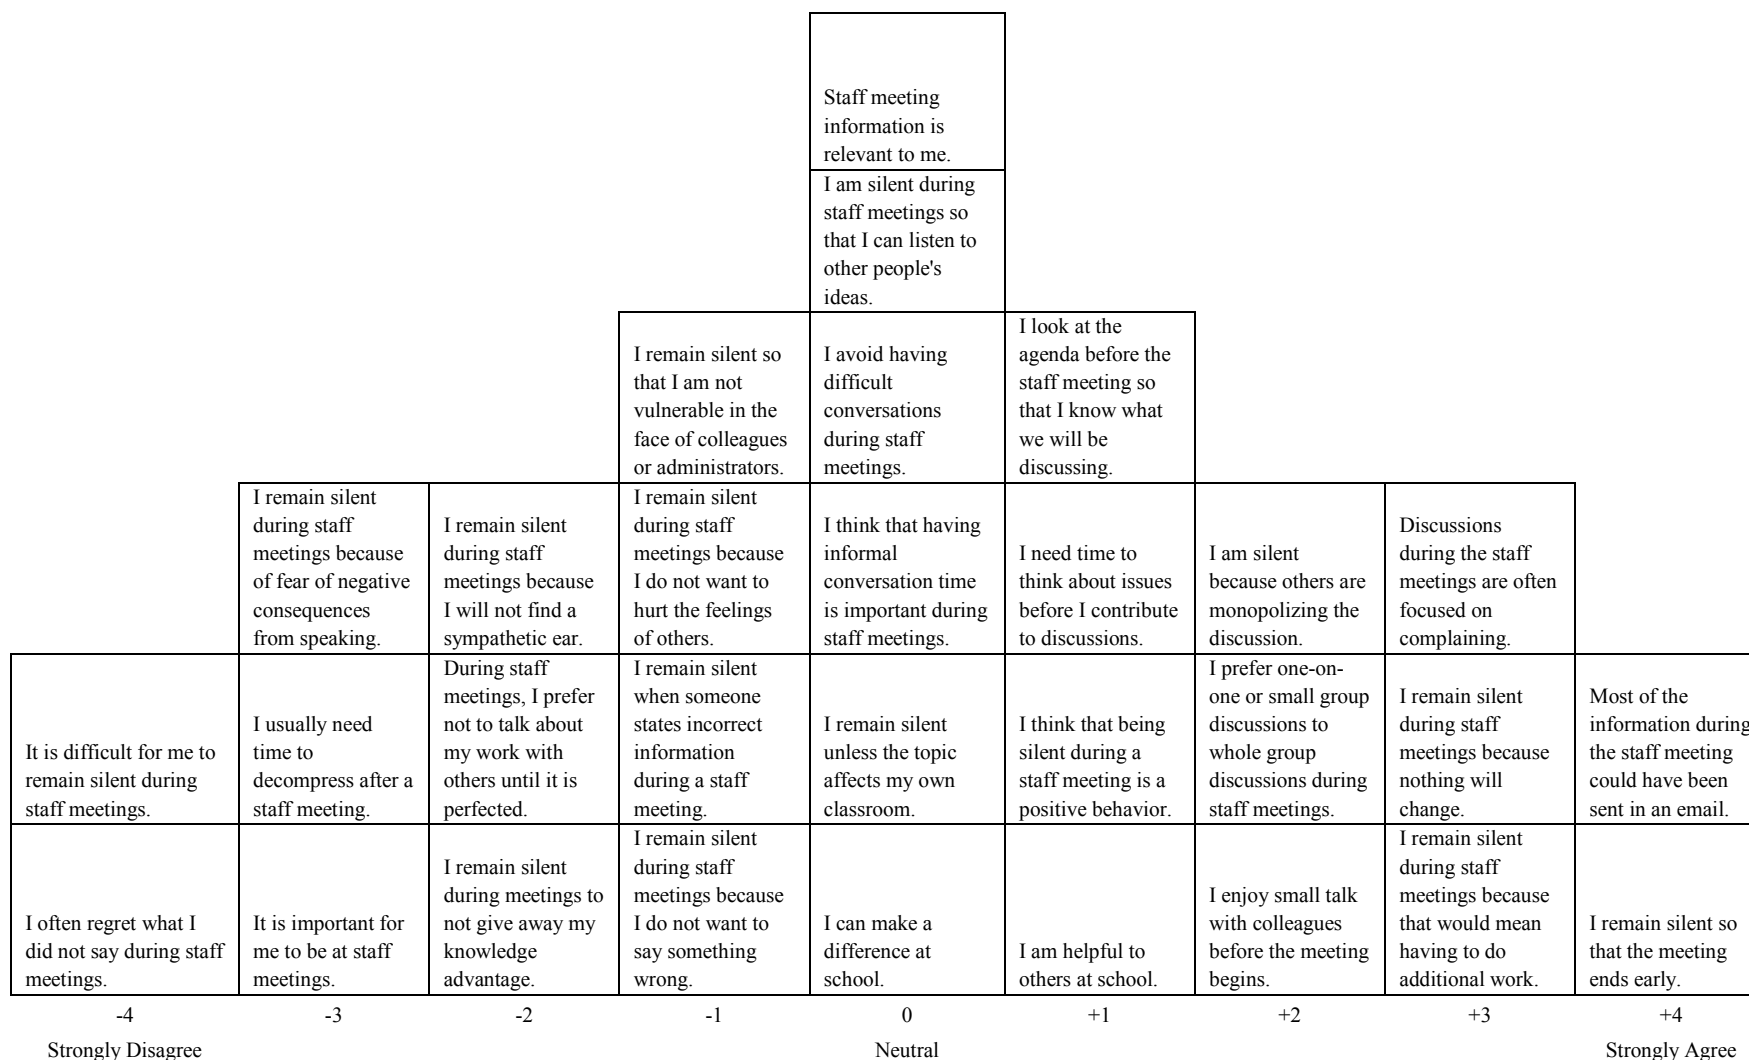 Staff meeting
information is
relevant to me.
I am silent during
staff meetings so
that I can listen to
other people's
ideas.
I remain silent so
that I am not
vulnerable in the
face of colleagues
or administrators.
I avoid having
difficult
conversations
during staff
meetings.
I look at the
agenda before the
staff meeting so
that I know what
we will be
discussing.
I remain silent
during staff
meetings because
of fear of negative
consequences
from speaking.
I remain silent
during staff
meetings because
I will not find a
sympathetic ear.
I remain silent
during staff
meetings because
I do not want to
hurt the feelings
of others.
I think that having
informal
conversation time
is important during
staff meetings.
I need time to
think about issues
before I contribute
to discussions.
I am silent
because others are
monopolizing the
discussion.
Discussions
during the staff
meetings are often
focused on
complaining.
It is difficult for me to
remain silent during
staff meetings.
I usually need
time to
decompress after a
staff meeting.
During staff
meetings, I prefer
not to talk about
my work with
others until it is
perfected.
I remain silent
when someone
states incorrect
information
during a staff
meeting.
I remain silent
unless the topic
affects my own
classroom.
I think that being
silent during a
staff meeting is a
positive behavior.
I prefer one-on-
one or small group
discussions to
whole group
discussions during
staff meetings.
I remain silent
during staff
meetings because
nothing will
change.
Most of the
information during
the staff meeting
could have been
sent in an email.
I often regret what I
did not say during staff
meetings.
It is important for
me to be at staff
meetings.
I remain silent
during meetings to
not give away my
knowledge
advantage.
I remain silent
during staff
meetings because
I do not want to
say something
wrong.
I can make a
difference at
school.
I am helpful to
others at school.
I enjoy small talk
with colleagues
before the meeting
begins.
I remain silent
during staff
meetings because
that would mean
having to do
additional work.
I remain silent so
that the meeting
ends early.
-4 -3 -2 -1 0 +1 +2 +3 +4
Strongly Disagree Neutral Strongly Agree